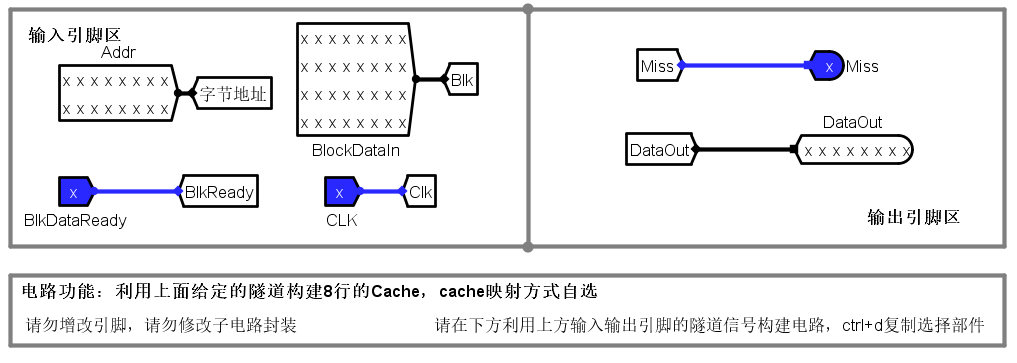 输入引脚区
Addr
x x x x x x x x
x x x x x x x x
字节地址
x x x x x x x x
x x x x x x x x
x x x x x x x x
x x x x x x x x
Blk
BlockDataIn
x
BlkReady
BlkDataReady
x
Clk
CLK
Miss
x
Miss
DataOut
DataOut
x x x x x x x x
输出引脚区
电路功能：利用上面给定的隧道构建8行的Cache，cache映射方式自选
请勿增改引脚，请勿修改子电路封装
请在下方利用上方输入输出引脚的隧道信号构建电路，ctrl+d复制选择部件